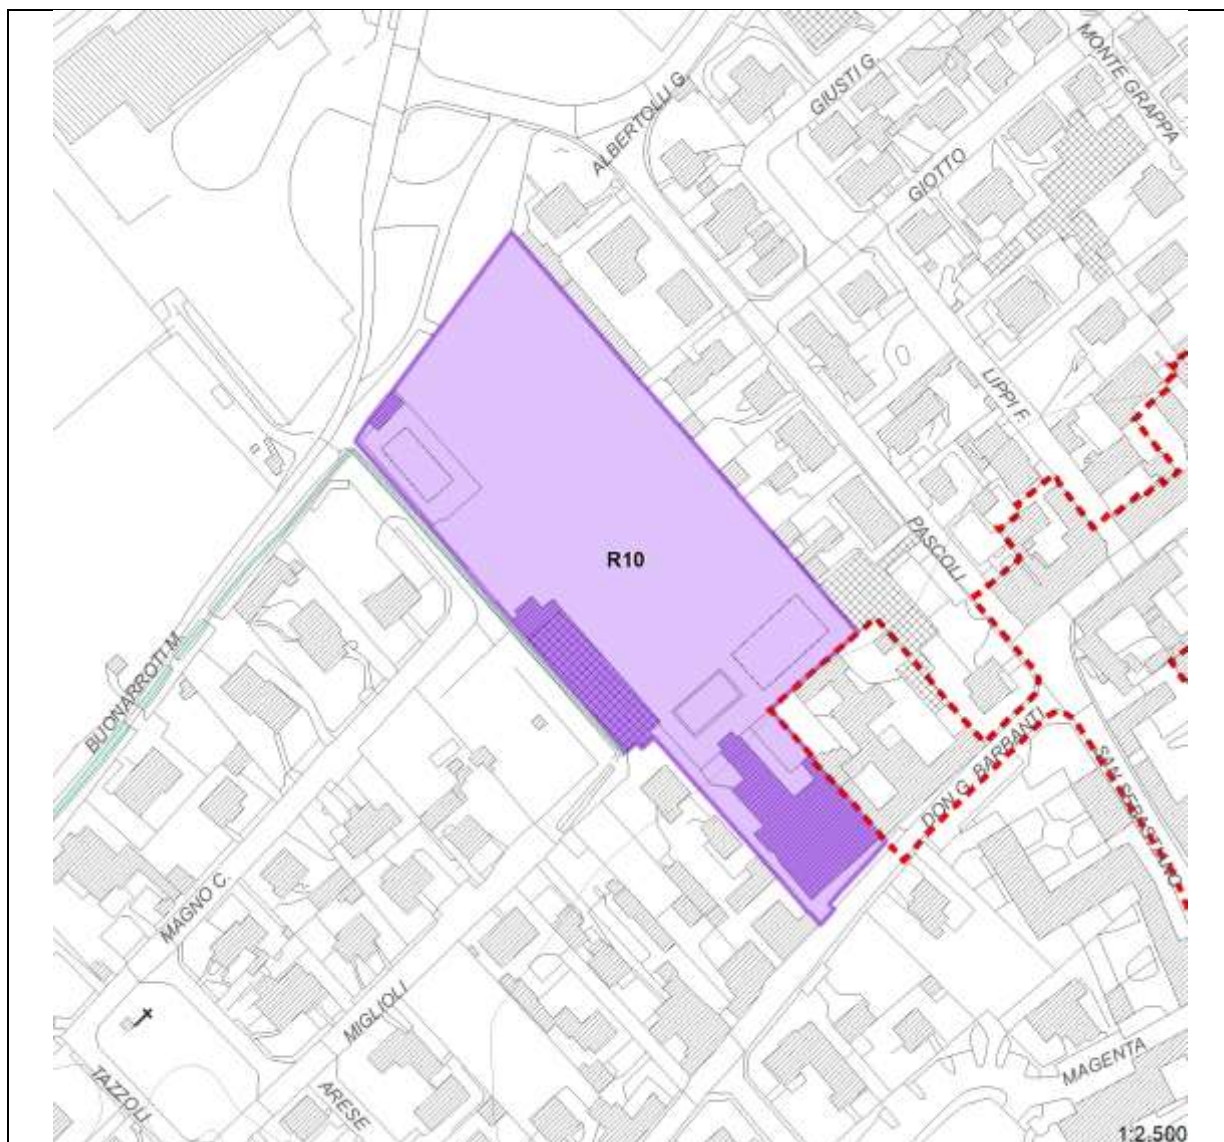 MONTE GRAPPA
GIUSTI G
ALBERTOLLI G
GIOTTO
LIPPI F.
PASCOLI
R10
BUONARROTI M.
DON G. BARBANTI
SAN SEBASTIANO
MAGNO C.
MIGLIOLI
MAGENTA
TAZZOLI
ARESE
1:2.500